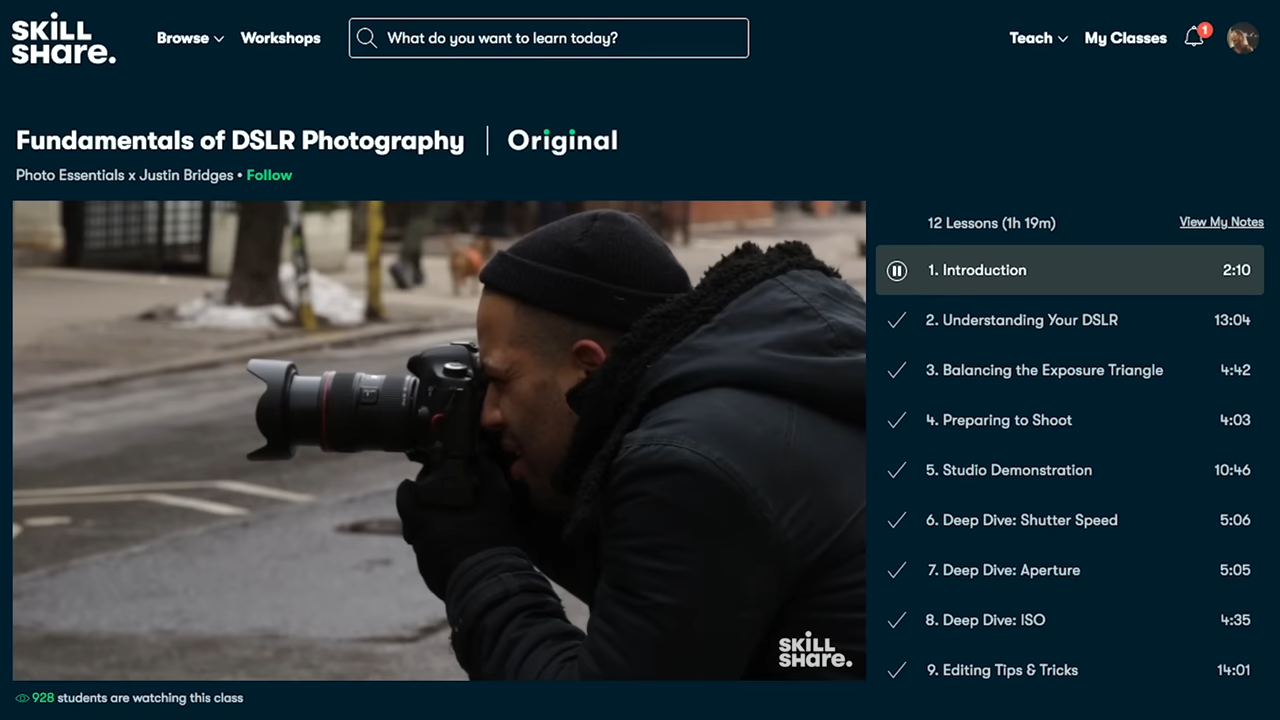 SKILL
SHare.
Browse
Workshops
What do you want to learn today?
Teach
My Classes
1
Fundamentals of DSLR Photography | Original
Photo Essentials x Justin Bridges • Follow
12 Lessons (1h 19m)
View My Notes
1. Introduction 2:10
2. Understanding Your DSLR 13:04
3. Balancing the Exposure Triangle 4:42
4. Preparing to Shoot 4:03
5. Studio Demonstration 10:46
6. Deep Dive: Shutter Speed 5:06
7. Deep Dive: Aperture 5:05
8. Deep Dive: ISO 4:35
9. Editing Tips & Tricks 14:01
SKILL
SHare.
928 students are watching this class